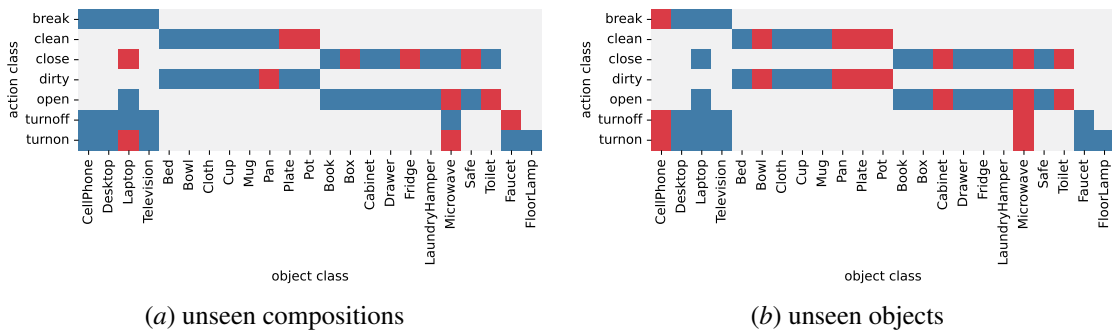 break
clean
close
dirty
open
turnoff
turnon
action class
CellPhone
Desktop
Laptop
Television
Bed
Bowl
Cloth
Cup
Mug
Pan
Plate
Pot
Book
Box
Cabinet
Drawer
Fridge
LaundryHamper
Microwave
Safe
Toilet
Faucet
FloorLamp
object class
(a) unseen compositions
break
clean
close
dirty
open
turnoff
turnon
action class
CellPhone
Desktop
Laptop
Television
Bed
Bowl
Cloth
Cup
Mug
Pan
Plate
Pot
Book
Box
Cabinet
Drawer
Fridge
LaundryHamper
Microwave
Safe
Toilet
Faucet
FloorLamp
object class
(b) unseen objects